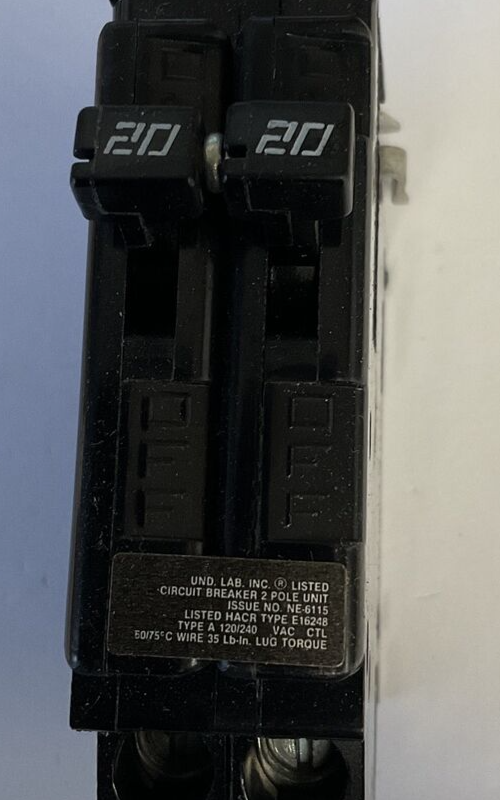 20 20
OFF OFF
UND. LAB. INC. ® LISTED
CIRCUIT BREAKER 2 POLE UNIT
ISSUE NO. NE-6115
LISTED HACR TYPE E16248
TYPE A 120/240 VAC CTL
60/75°C WIRE 35 Lb-In. LUG TORQUE